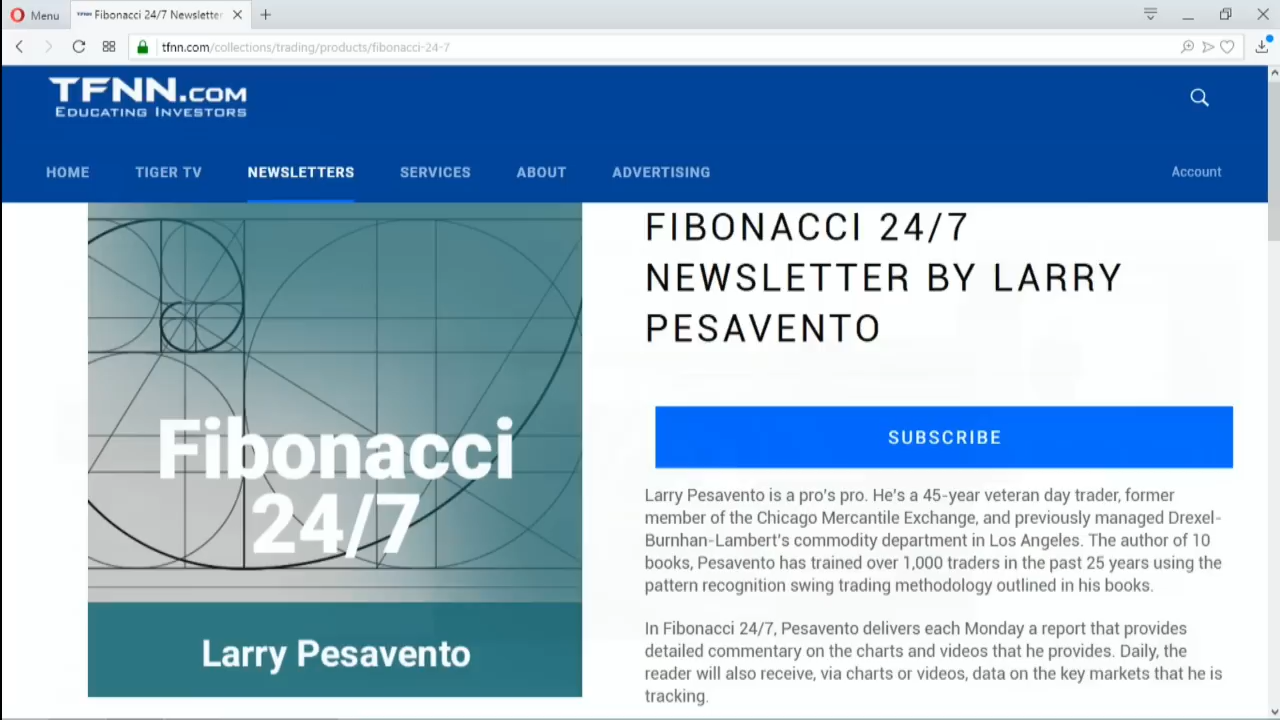 Menu
Fibonacci 24/7 Newsletter
tfnn.com/collections/trading/products/fibonacci-24-7
TFNN.COM
EDUCATING INVESTORS
HOME TIGER TV NEWSLETTERS SERVICES ABOUT ADVERTISING Account
Fibonacci
24/7
Larry Pesavento
FIBONACCI 24/7
NEWSLETTER BY LARRY
PESAVENTO
SUBSCRIBE
Larry Pesavento is a pro's pro. He's a 45-year veteran day trader, former
member of the Chicago Mercantile Exchange, and previously managed Drexel-
Burnhan-Lambert's commodity department in Los Angeles. The author of 10
books, Pesavento has trained over 1,000 traders in the past 25 years using the
pattern recognition swing trading methodology outlined in his books.
In Fibonacci 24/7, Pesavento delivers each Monday a report that provides
detailed commentary on the charts and videos that he provides. Daily, the
reader will also receive, via charts or videos, data on the key markets that he is
tracking.